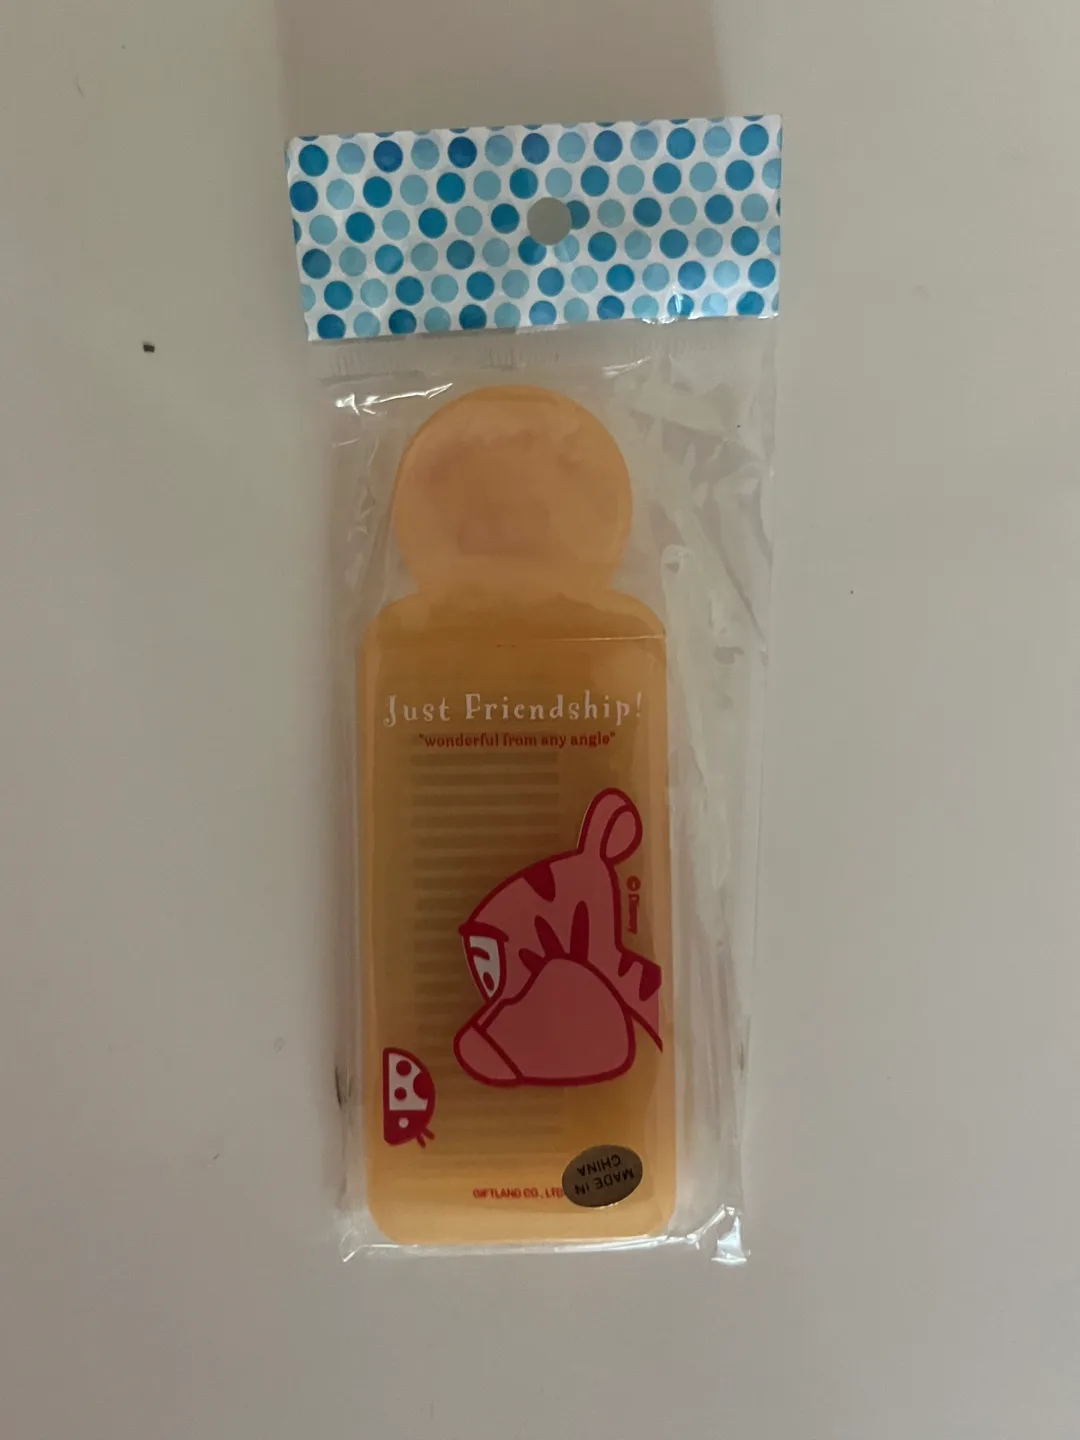 Just Friendship!
"wonderful from any angle"
© Disney
MADE IN
CHINA
GIFTLAND CO., LTD